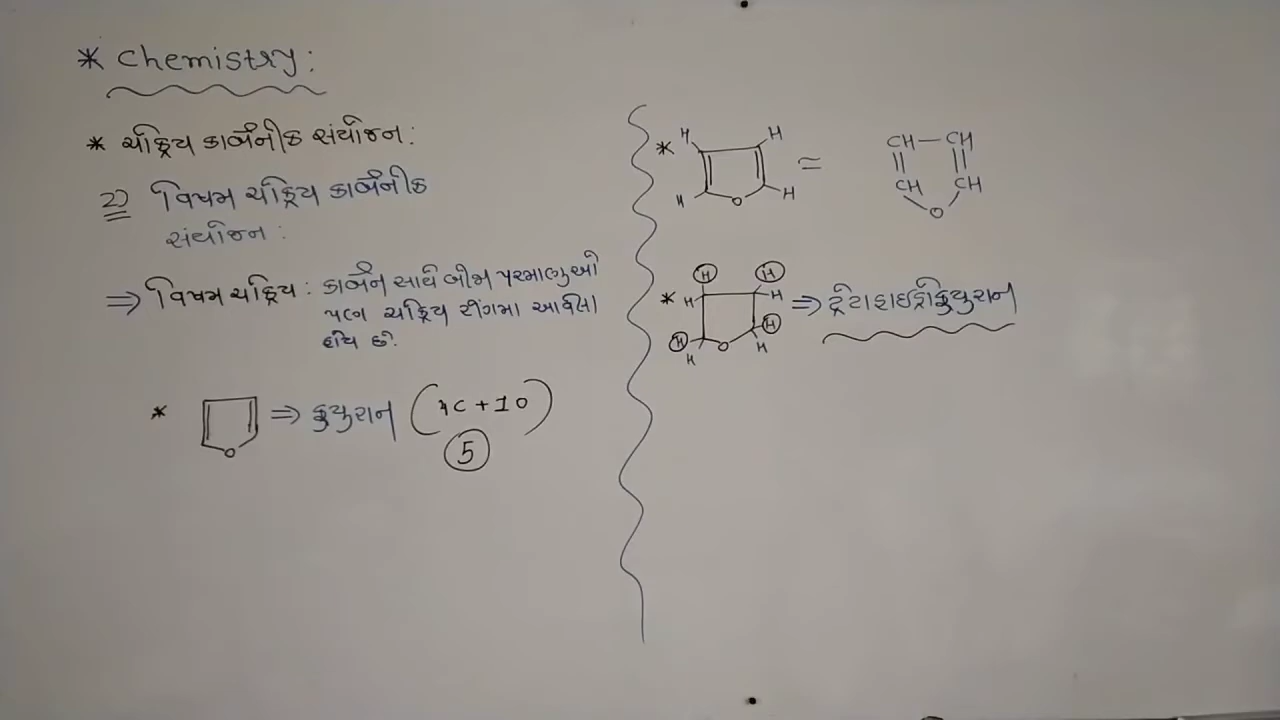 * Chemistry:
* ચક્રિય કાર્બનીક સંયોજન:
2) વિષમ ચક્રિય કાર્બનીક
સંયોજન:
⇒ વિષમ ચક્રિય: કાર્બન સાથે બીજા પરમાણુઓ
પણ ચક્રિય રીંગમા આવેલા
હોય છે.
* O ⇒ ફ્યુરાન (4C+1O)
5
* H H H H O = CH—CH CH CH O
* H H H H H H H H O ⇒ ટ્રેટાહાઇડ્રોફ્યુરાન